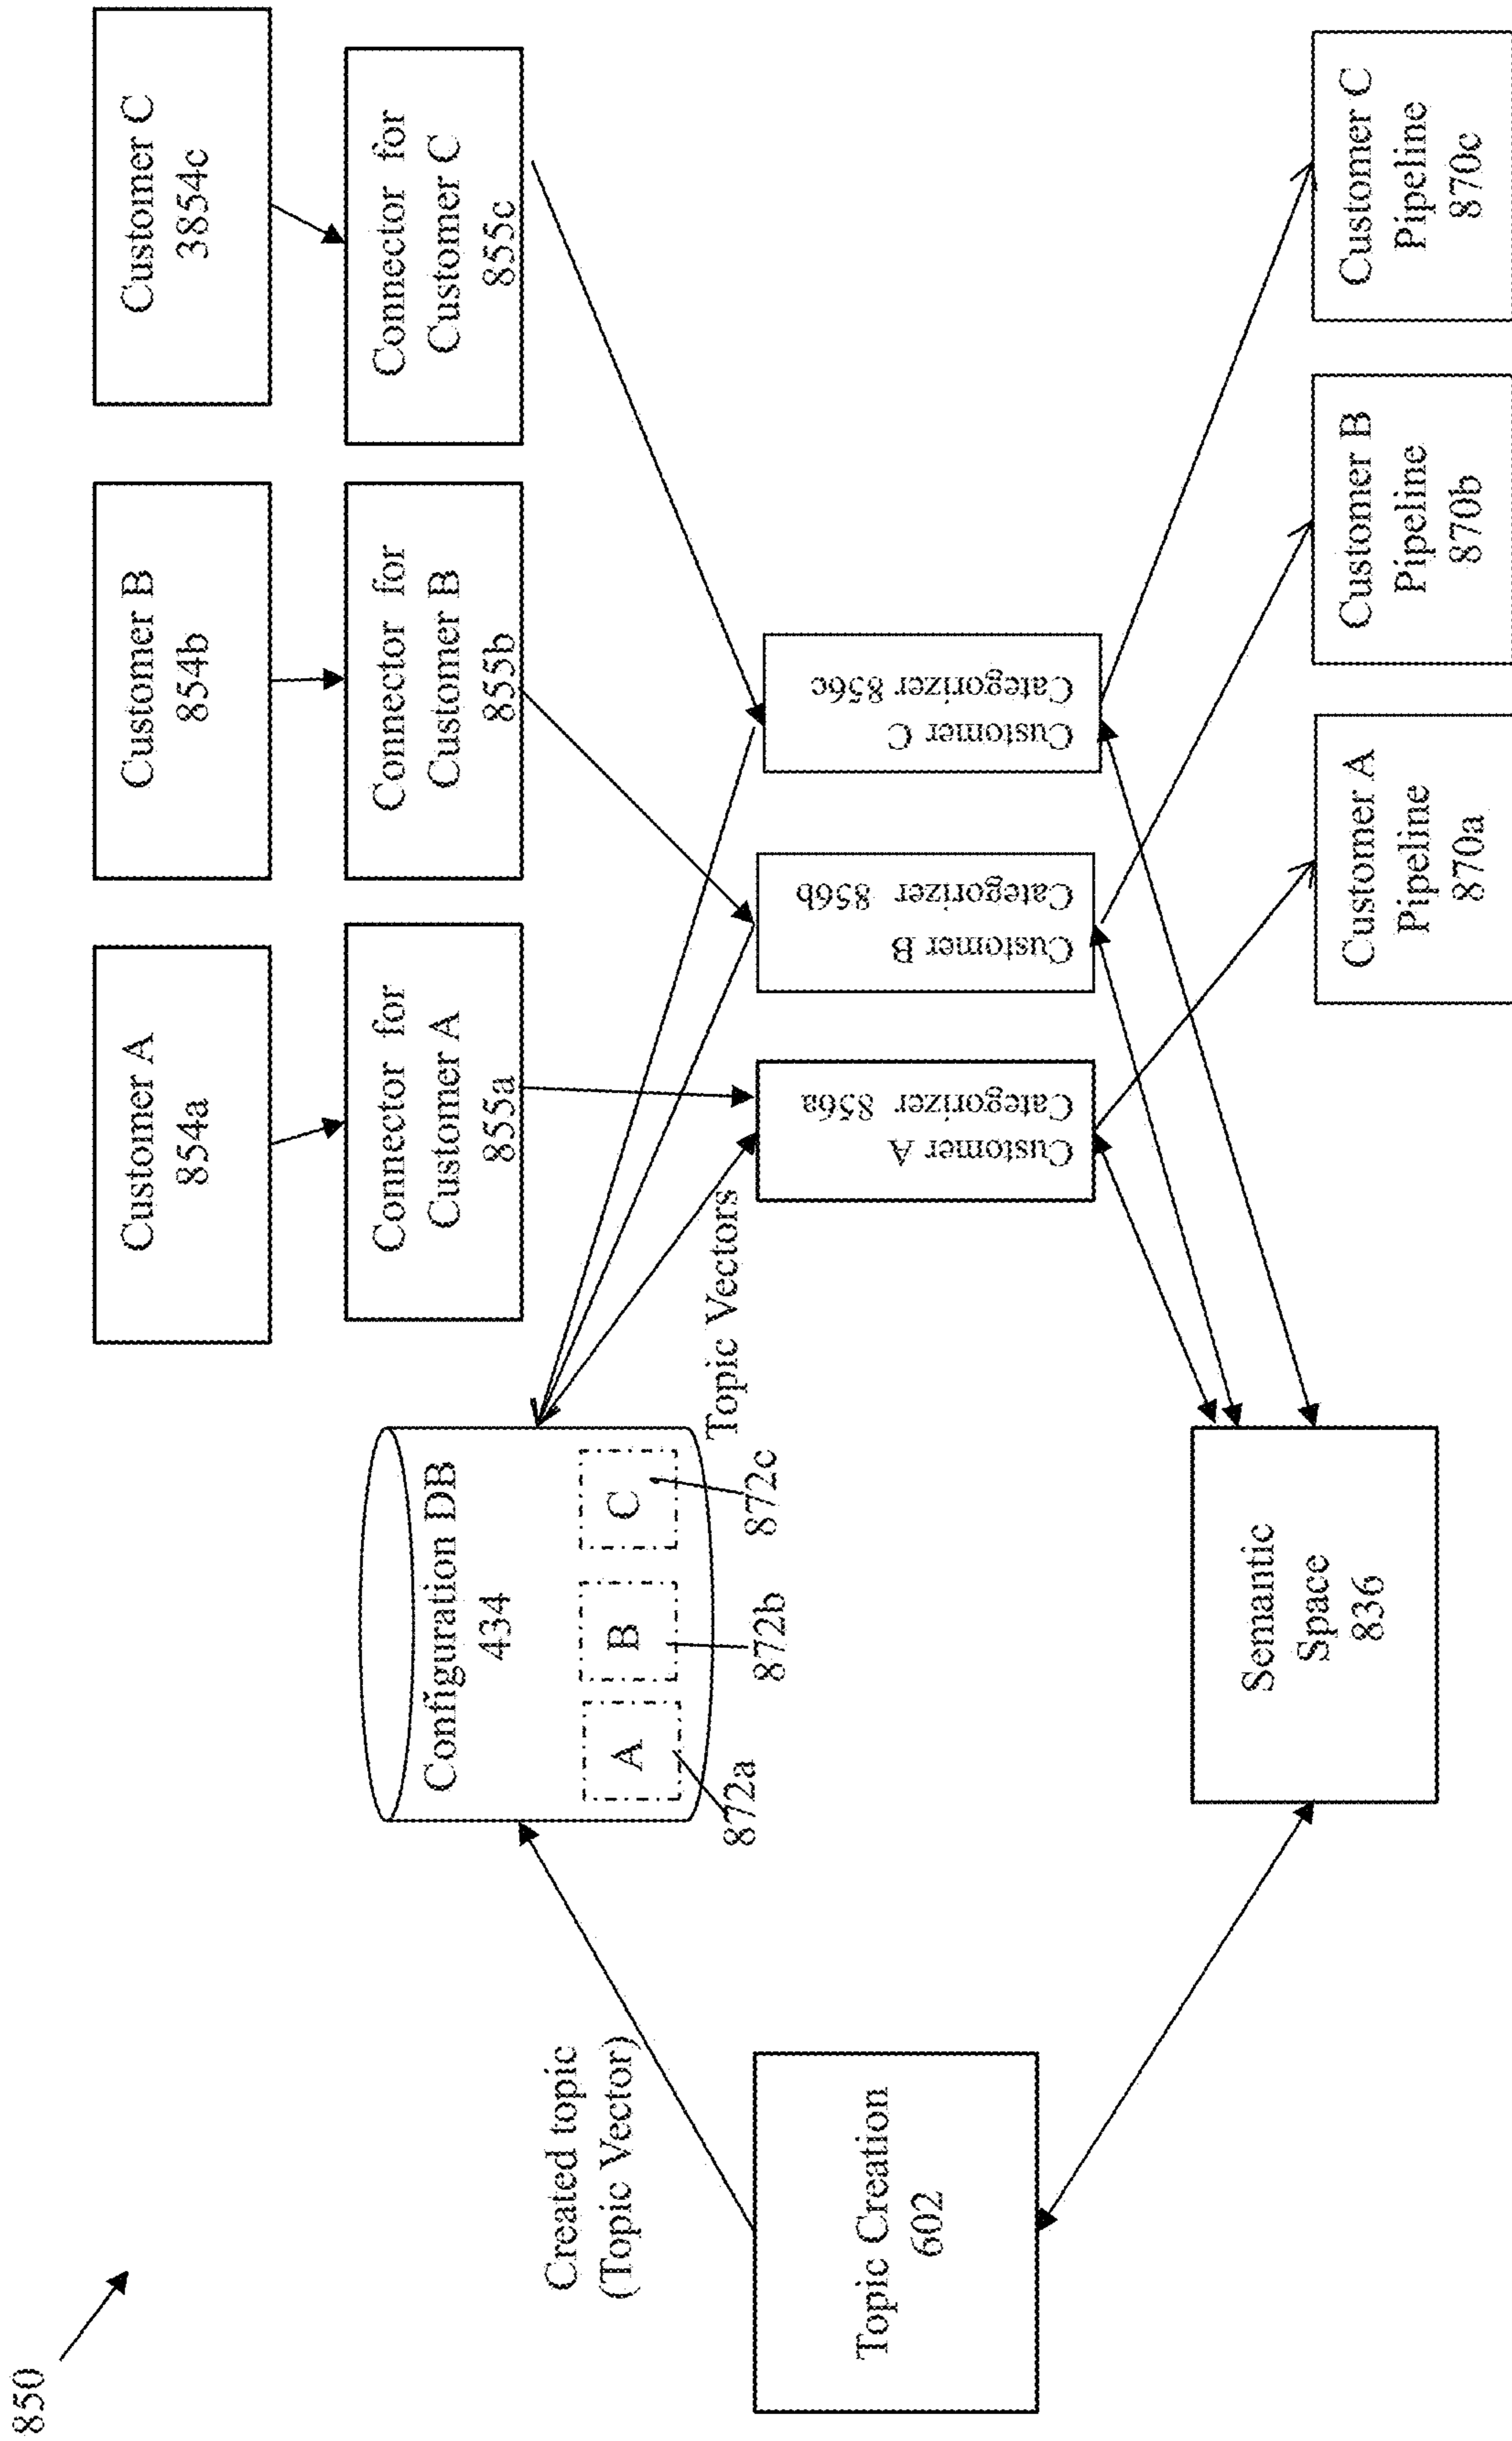 850
Customer A
854a
Customer B
854b
Customer C
3854c
Connector for
Customer A
855a
Connector for
Customer B
855b
Connector for
Customer C
855c
Configuration DB
434
A
B
C
872a
872b
872c
Created topic
(Topic Vector)
Topic Vectors
Topic Creation
602
Customer A
Categorizer 856a
Customer B
Categorizer 856b
Customer C
Categorizer 856c
Semantic
Space
836
Customer A
Pipeline
870a
Customer B
Pipeline
870b
Customer C
Pipeline
870c